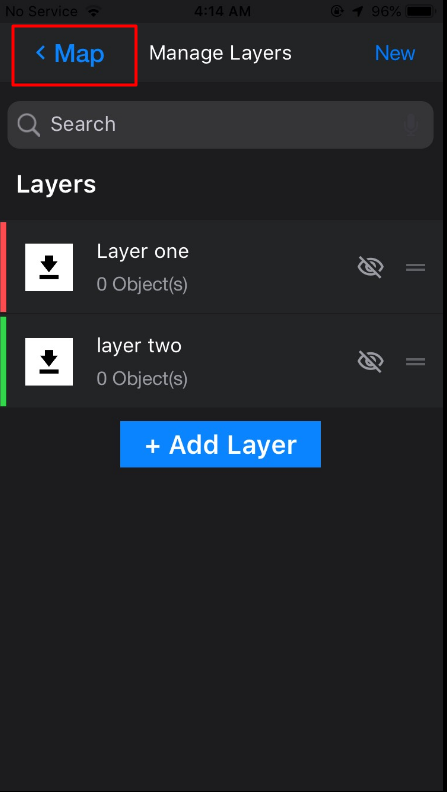 No Service 4:14 AM 96%
Map Manage Layers New
Search
Layers
Layer one
0 Object(s)
layer two
0 Object(s)
+ Add Layer